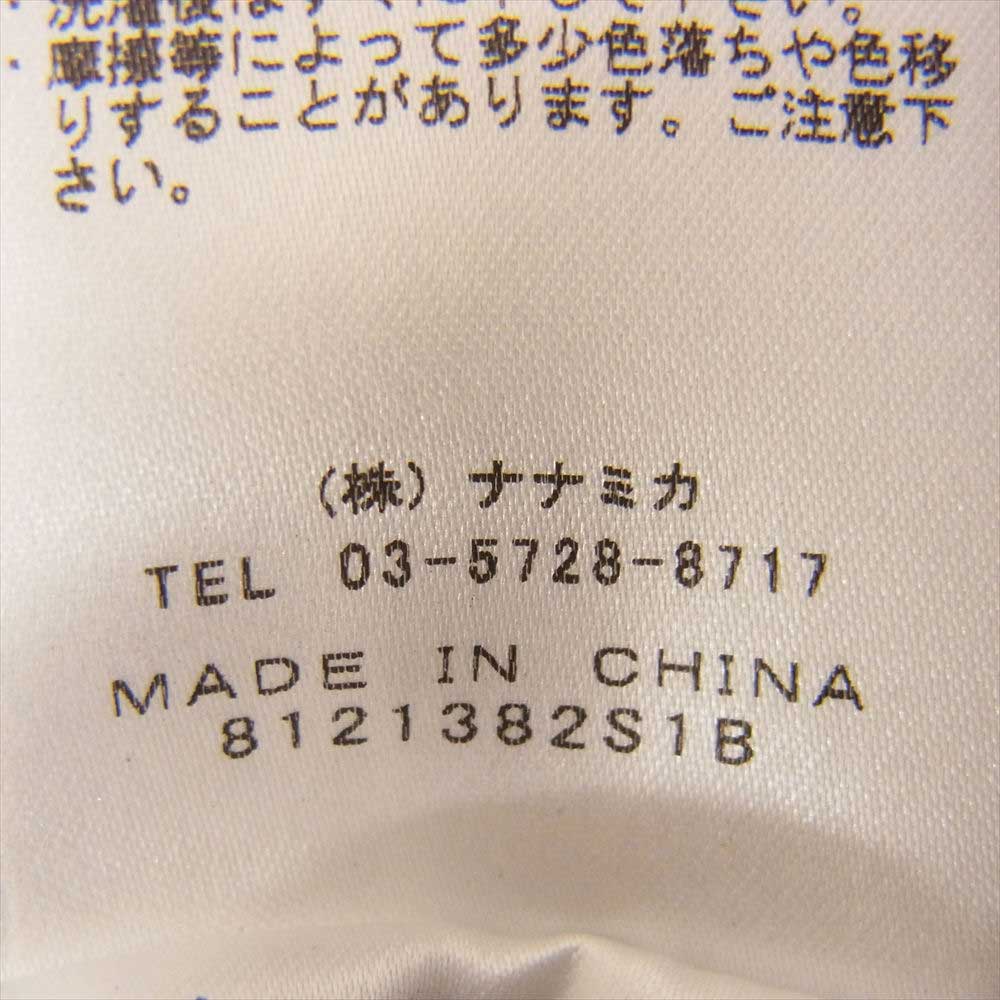 ・摩擦等によって多少色落ちや色移
りすることがあります。ご注意下
さい。
(株) ナナミカ
TEL 03-5728-8717
MADE IN CHINA
8121382S1B